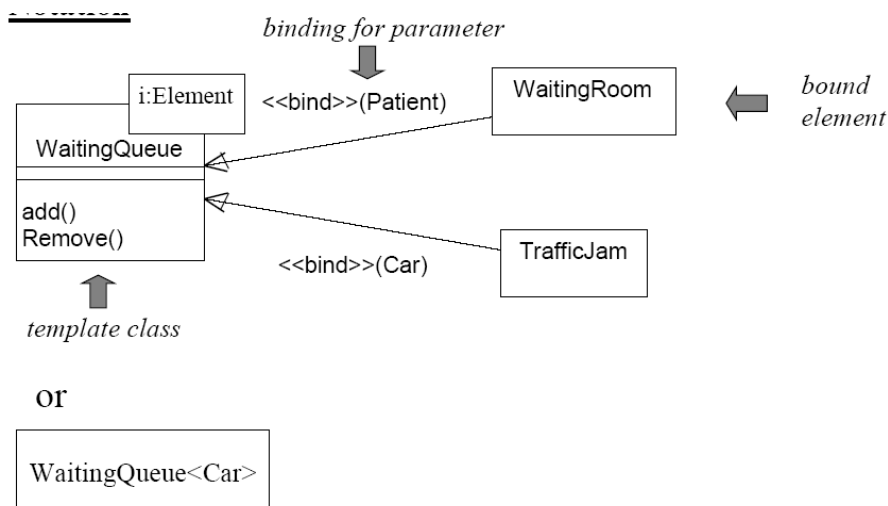 Notation
binding for parameter
i:Element
<<bind>>(Patient)
WaitingRoom
bound
element
WaitingQueue
add()
Remove()
<<bind>>(Car)
TrafficJam
template class
or
WaitingQueue<Car>